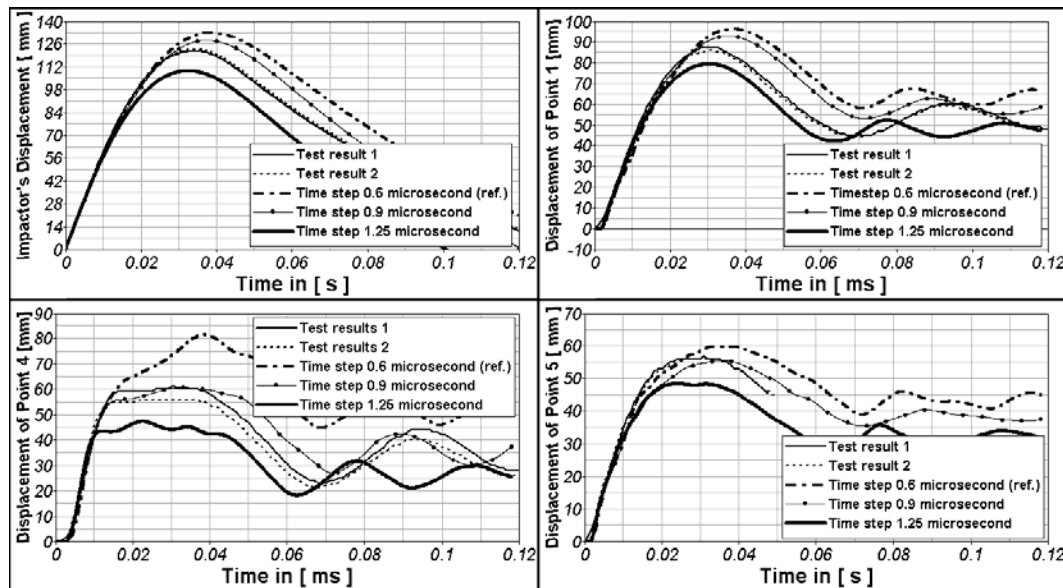 Impactor's Displacement [ mm]
140
126
112
98
84
70
56
42
28
14
0
0 0.02 0.04 0.06 0.08 0.1 0.12
Time in [ s ]
Test result 1
Test result 2
Time step 0.6 microsecond (ref.)
Time step 0.9 microsecond
Time step 1.25 microsecond
Displacement of Point 1 [mm]
100
90
80
70
60
50
40
30
20
10
0
-10
0 0.02 0.04 0.06 0.08 0.1 0.12
Time in [ ms]
Test result 1
Test result 2
Timestep 0.6 microsecond (ref.)
Time step 0.9 microsecond
Time step 1.25 microsecond
Displacement of Point 4 [mm]
90
80
70
60
50
40
30
20
10
0
0 0.02 0.04 0.06 0.08 0.1 0.12
Time in [ ms]
Test results 1
Test results 2
Time step 0.6 microsecond (ref.)
Time step 0.9 microsecond
Time step 1.25 microsecond
Displacement of Point 5 [ mm]
70
60
50
40
30
20
10
0
0 0.02 0.04 0.06 0.08 0.1 0.12
Time in [ s ]
Test result 1
Test result 2
Time step 0.6 microsecond (ref.)
Time step 0.9 microsecond
Time step 1.25 microsecond